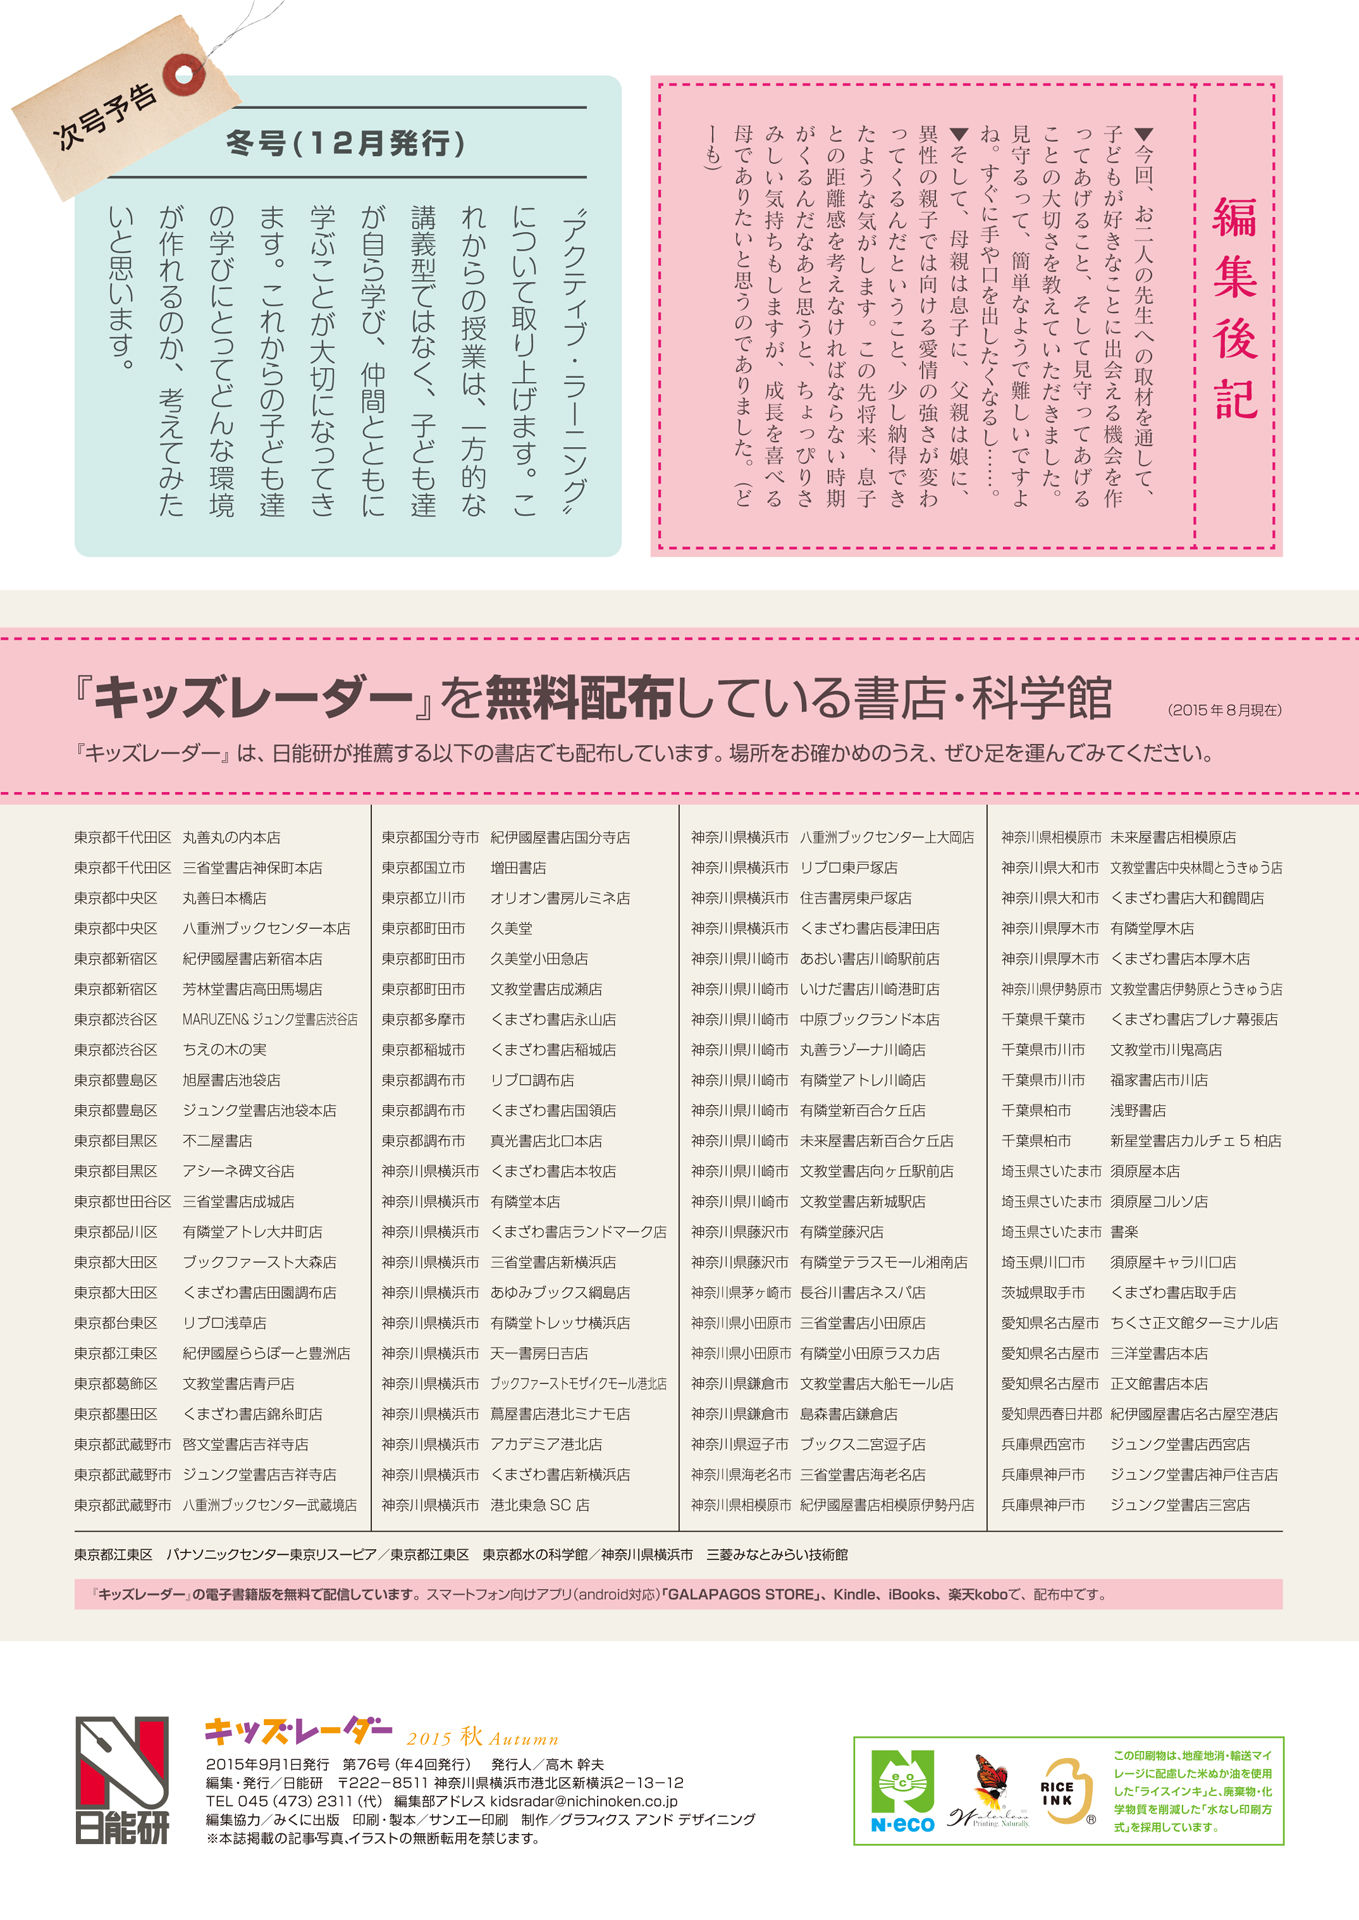 編集後記
▼今回、お二人の先生への取材を通して、
子どもが好きなことに出会える機会を作
ってあげること、そして見守ってあげる
ことの大切さを教えていただきました。
見守るって、簡単なようで難しいですよ
ね。すぐに手や口を出したくなるし……。
▼そして、母親は息子に、父親は娘に、
異性の親子では向ける愛情の強さが変わ
ってくるんだということ、少し納得でき
たような気がします。この先将来、息子
との距離感を考えなければならない時期
がくるんだなあと思うと、ちょっぴりさ
みしい気持ちもしますが、成長を喜べる
母でありたいと思うのでありました。（ど
ーも）
次号予告
冬号(12月発行)
〝アクティブ・ラーニング〟
について取り上げます。こ
れからの授業は、一方的な
講義型ではなく、子ども達
が自ら学び、仲間とともに
学ぶことが大切になってき
ます。これからの子ども達
の学びにとってどんな環境
が作れるのか、考えてみた
いと思います。
『キッズレーダー』を無料配布している書店・科学館 （2015年8月現在）
『キッズレーダー』は、日能研が推薦する以下の書店でも配布しています。場所をお確かめのうえ、ぜひ足を運んでみてください。
東京都千代田区 丸善丸の内本店
東京都千代田区 三省堂書店神保町本店
東京都中央区 丸善日本橋店
東京都中央区 八重洲ブックセンター本店
東京都新宿区 紀伊國屋書店新宿本店
東京都新宿区 芳林堂書店高田馬場店
東京都渋谷区 MARUZEN&ジュンク堂書店渋谷店
東京都渋谷区 ちえの木の実
東京都豊島区 旭屋書店池袋店
東京都豊島区 ジュンク堂書店池袋本店
東京都目黒区 不二屋書店
東京都目黒区 アシーネ碑文谷店
東京都世田谷区 三省堂書店成城店
東京都品川区 有隣堂アトレ大井町店
東京都大田区 ブックファースト大森店
東京都大田区 くまざわ書店田園調布店
東京都台東区 リブロ浅草店
東京都江東区 紀伊國屋ららぽーと豊洲店
東京都葛飾区 文教堂書店青戸店
東京都墨田区 くまざわ書店錦糸町店
東京都武蔵野市 啓文堂書店吉祥寺店
東京都武蔵野市 ジュンク堂書店吉祥寺店
東京都武蔵野市 八重洲ブックセンター武蔵境店
東京都国分寺市 紀伊國屋書店国分寺店
東京都国立市 増田書店
東京都立川市 オリオン書房ルミネ店
東京都町田市 久美堂
東京都町田市 久美堂小田急店
東京都町田市 文教堂書店成瀬店
東京都多摩市 くまざわ書店永山店
東京都稲城市 くまざわ書店稲城店
東京都調布市 リブロ調布店
東京都調布市 くまざわ書店国領店
東京都調布市 真光書店北口本店
神奈川県横浜市 くまざわ書店本牧店
神奈川県横浜市 有隣堂本店
神奈川県横浜市 くまざわ書店ランドマーク店
神奈川県横浜市 三省堂書店新横浜店
神奈川県横浜市 あゆみブックス綱島店
神奈川県横浜市 有隣堂トレッサ横浜店
神奈川県横浜市 天一書房日吉店
神奈川県横浜市 ブックファーストモザイクモール港北店
神奈川県横浜市 蔦屋書店港北ミナモ店
神奈川県横浜市 アカデミア港北店
神奈川県横浜市 くまざわ書店新横浜店
神奈川県横浜市 港北東急SC店
神奈川県横浜市 八重洲ブックセンター上大岡店
神奈川県横浜市 リブロ東戸塚店
神奈川県横浜市 住吉書房東戸塚店
神奈川県横浜市 くまざわ書店長津田店
神奈川県川崎市 あおい書店川崎駅前店
神奈川県川崎市 いけだ書店川崎港町店
神奈川県川崎市 中原ブックランド本店
神奈川県川崎市 丸善ラゾーナ川崎店
神奈川県川崎市 有隣堂アトレ川崎店
神奈川県川崎市 有隣堂新百合ケ丘店
神奈川県川崎市 未来屋書店新百合ケ丘店
神奈川県川崎市 文教堂書店向ヶ丘駅前店
神奈川県川崎市 文教堂書店新城駅店
神奈川県藤沢市 有隣堂藤沢店
神奈川県藤沢市 有隣堂テラスモール湘南店
神奈川県茅ヶ崎市 長谷川書店ネスパ店
神奈川県小田原市 三省堂書店小田原店
神奈川県小田原市 有隣堂小田原ラスカ店
神奈川県鎌倉市 文教堂書店大船モール店
神奈川県鎌倉市 島森書店鎌倉店
神奈川県逗子市 ブックス二宮逗子店
神奈川県海老名市 三省堂書店海老名店
神奈川県相模原市 紀伊國屋書店相模原伊勢丹店
神奈川県相模原市 未来屋書店相模原店
神奈川県大和市 文教堂書店中央林間とうきゅう店
神奈川県大和市 くまざわ書店大和鶴間店
神奈川県厚木市 有隣堂厚木店
神奈川県厚木市 くまざわ書店本厚木店
神奈川県伊勢原市 文教堂書店伊勢原とうきゅう店
千葉県千葉市 くまざわ書店プレナ幕張店
千葉県市川市 文教堂市川鬼高店
千葉県市川市 福家書店市川店
千葉県柏市 浅野書店
千葉県柏市 新星堂書店カルチェ5柏店
埼玉県さいたま市 須原屋本店
埼玉県さいたま市 須原屋コルソ店
埼玉県さいたま市 書楽
埼玉県川口市 須原屋キャラ川口店
茨城県取手市 くまざわ書店取手店
愛知県名古屋市 ちくさ正文館ターミナル店
愛知県名古屋市 三洋堂書店本店
愛知県名古屋市 正文館書店本店
愛知県西春日井郡 紀伊國屋書店名古屋空港店
兵庫県西宮市 ジュンク堂書店西宮店
兵庫県神戸市 ジュンク堂書店神戸住吉店
兵庫県神戸市 ジュンク堂書店三宮店
東京都江東区　パナソニックセンター東京リスーピア／東京都江東区　東京都水の科学館／神奈川県横浜市　三菱みなとみらい技術館
『キッズレーダー』の電子書籍版を無料で配信しています。スマートフォン向けアプリ(android対応)「GALAPAGOS STORE」、Kindle、iBooks、楽天koboで、配布中です。
日能研
キッズレーダー 2015 秋 Autumn
2015年9月1日発行　第76号（年4回発行）　発行人／高木 幹夫
編集・発行／日能研　〒222−8511 神奈川県横浜市港北区新横浜2−13−12
TEL 045（473）2311（代）　編集部アドレス kidsradar@nichinoken.co.jp
編集協力／みくに出版　印刷・製本／サンエー印刷　制作／グラフィクス アンド デザイニング
※本誌掲載の記事写真、イラストの無断転用を禁じます。
N-eco
Waterless
Printing. Naturally.
RICE
INK
®
この印刷物は、地産地消・輸送マイ
レージに配慮した米ぬか油を使用
した「ライスインキ」と、廃棄物・化
学物質を削減した「水なし印刷方
式」を採用しています。